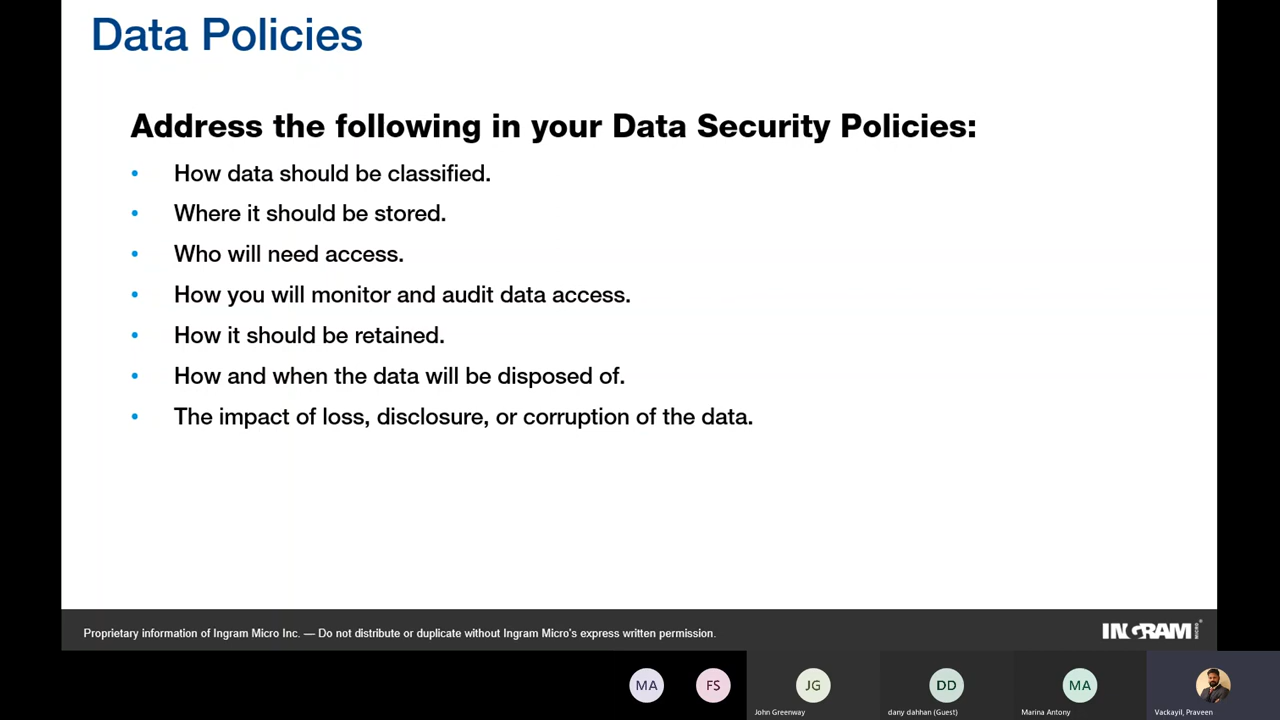 Data Policies
Address the following in your Data Security Policies:
• How data should be classified.
• Where it should be stored.
• Who will need access.
• How you will monitor and audit data access.
• How it should be retained.
• How and when the data will be disposed of.
• The impact of loss, disclosure, or corruption of the data.
Proprietary information of Ingram Micro Inc. — Do not distribute or duplicate without Ingram Micro's express written permission.
INGRAM MICRO®
MA FS JG DD MA
John Greenway dany dahhan (Guest) Marina Antony Vackayil, Praveen